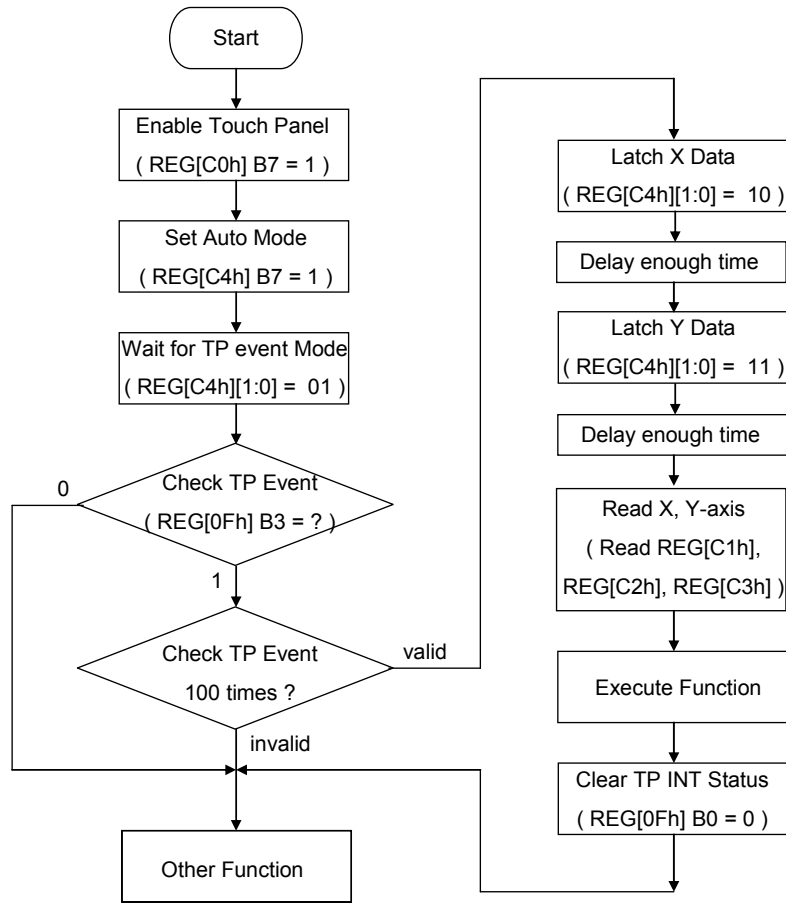 Start
Enable Touch Panel
( REG[C0h] B7 = 1 )
Set Auto Mode
( REG[C4h] B7 = 1 )
Wait for TP event Mode
( REG[C4h][1:0] = 01 )
Check TP Event
( REG[0Fh] B3 = ? )
0
1
Check TP Event
100 times ?
valid
invalid
Other Function
Latch X Data
( REG[C4h][1:0] = 10 )
Delay enough time
Latch Y Data
( REG[C4h][1:0] = 11 )
Delay enough time
Read X, Y-axis
( Read REG[C1h],
REG[C2h], REG[C3h] )
Execute Function
Clear TP INT Status
( REG[0Fh] B0 = 0 )